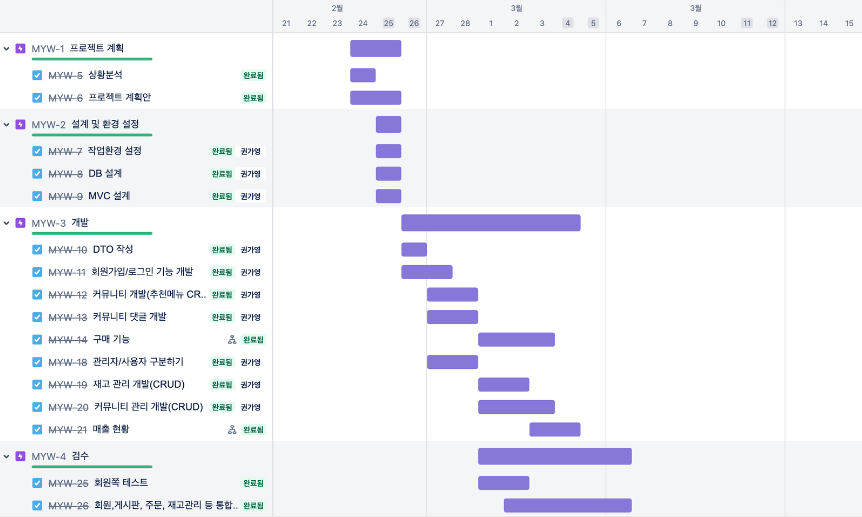 2월 3월 3월
21 22 23 24 25 26 27 28 1 2 3 4 5 6 7 8 9 10 11 12 13 14 15
MYW-1 프로젝트 계획
MYW-5 상황분석 완료됨
MYW-6 프로젝트 계획안 완료됨
MYW-2 설계 및 환경 설정
MYW-7 작업환경 설정 완료됨 권가영
MYW-8 DB 설계 완료됨 권가영
MYW-9 MVC 설계 완료됨 권가영
MYW-3 개발
MYW-10 DTO 작성 완료됨 권가영
MYW-11 회원가입/로그인 기능 개발 완료됨 권가영
MYW-12 커뮤니티 개발(추천메뉴 CR... 완료됨 권가영
MYW-13 커뮤니티 댓글 개발 완료됨 권가영
MYW-14 구매 기능 완료됨
MYW-18 관리자/사용자 구분하기 완료됨 권가영
MYW-19 재고 관리 개발(CRUD) 완료됨 권가영
MYW-20 커뮤니티 관리 개발(CRUD) 완료됨 권가영
MYW-21 매출 현황 완료됨
MYW-4 검수
MYW-25 회원쪽 테스트 완료됨
MYW-26 회원,게시판, 주문, 재고관리 등 통합... 완료됨